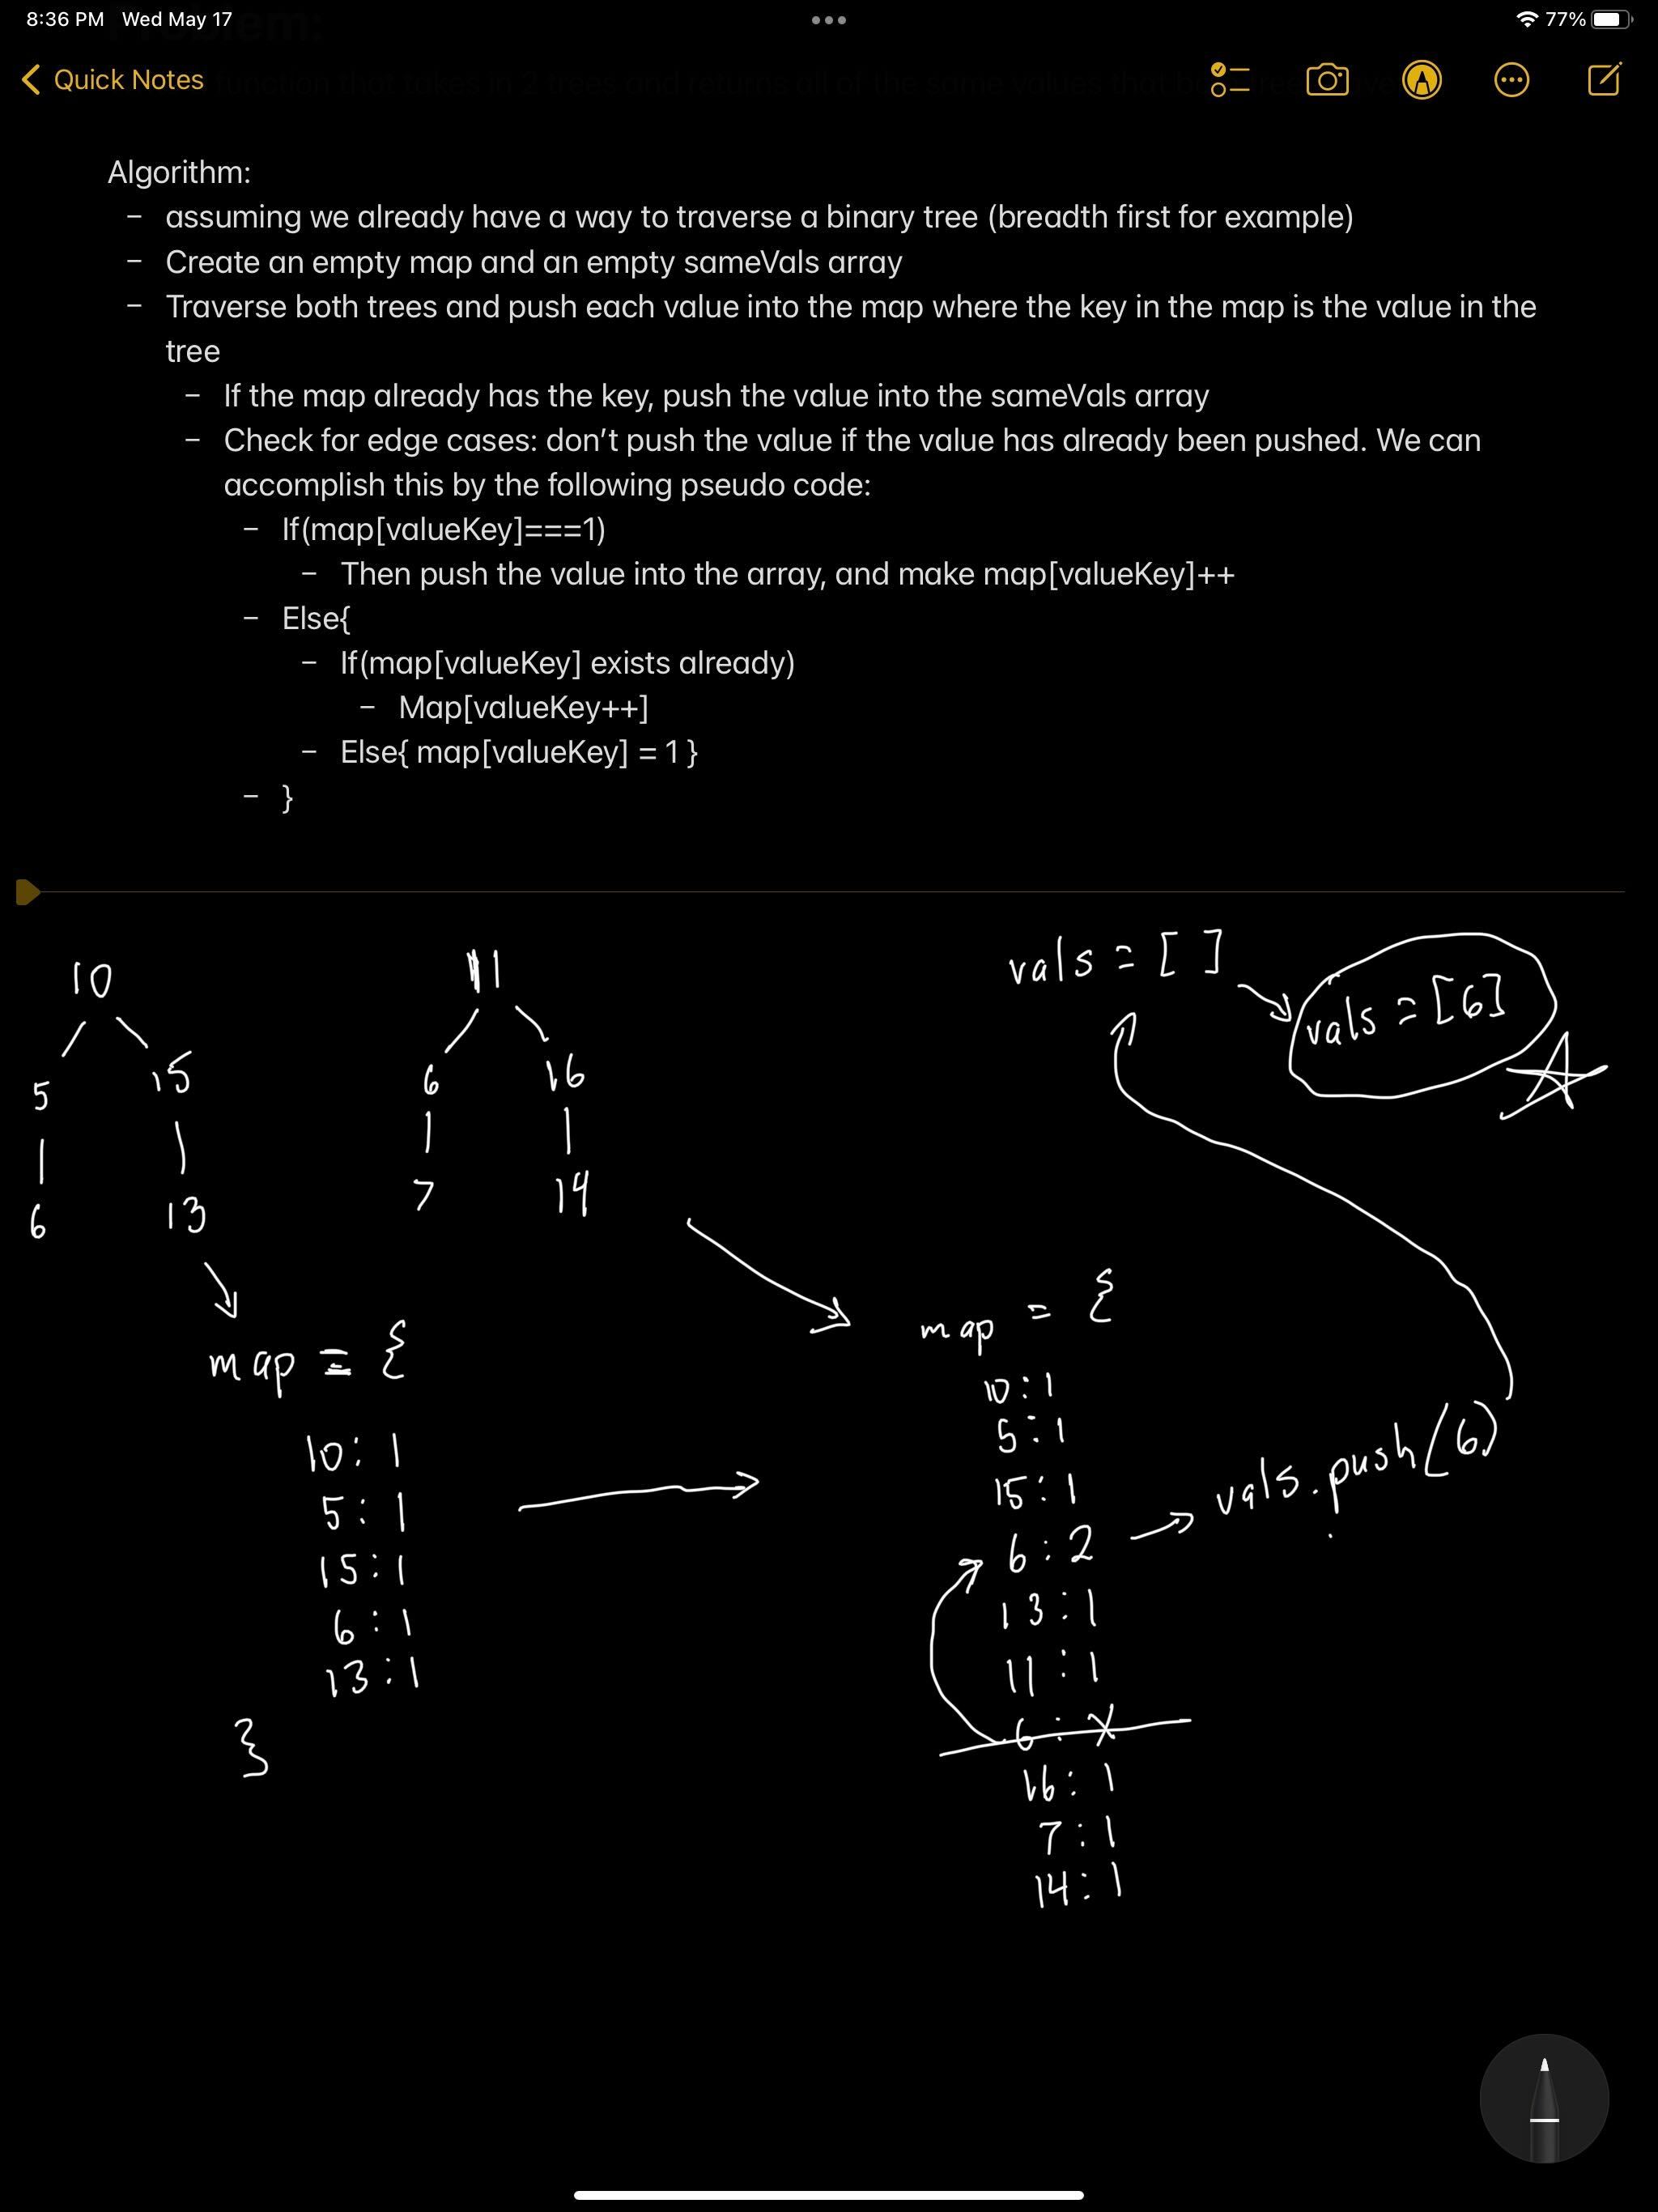 8:36 PM Wed May 17
77%
Quick Notes
Algorithm:
- assuming we already have a way to traverse a binary tree (breadth first for example)
- Create an empty map and an empty sameVals array
- Traverse both trees and push each value into the map where the key in the map is the value in the
tree
- If the map already has the key, push the value into the sameVals array
- Check for edge cases: don’t push the value if the value has already been pushed. We can
accomplish this by the following pseudo code:
- If(map[valueKey]===1)
- Then push the value into the array, and make map[valueKey]++
- Else{
- If(map[valueKey] exists already)
- Map[valueKey++]
- Else{ map[valueKey] = 1 }
- }
10
5 15
6 13
11
6 16
7 14
vals = [ ]
vals = [6]
map = {
10: 1
5: 1
15: 1
6: 1
13: 1
}
map = {
10: 1
5: 1
15: 1
6: 2
vals.push(6)
13: 1
11: 1
6:
16: 1
7: 1
14: 1